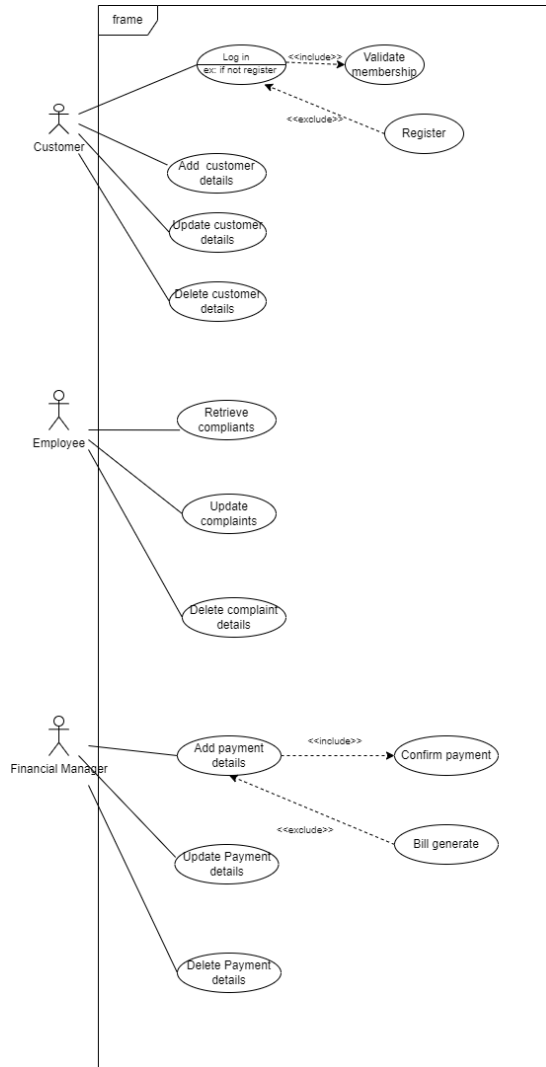 frame
Log in
ex: if not register
<<include>>
Validate
membership
<<exclude>>
Register
Customer
Add customer
details
Update customer
details
Delete customer
details
Employee
Retrieve
compliants
Update
complaints
Delete complaint
details
Financial Manager
Add payment
details
<<include>>
Confirm payment
<<exclude>>
Bill generate
Update Payment
details
Delete Payment
details